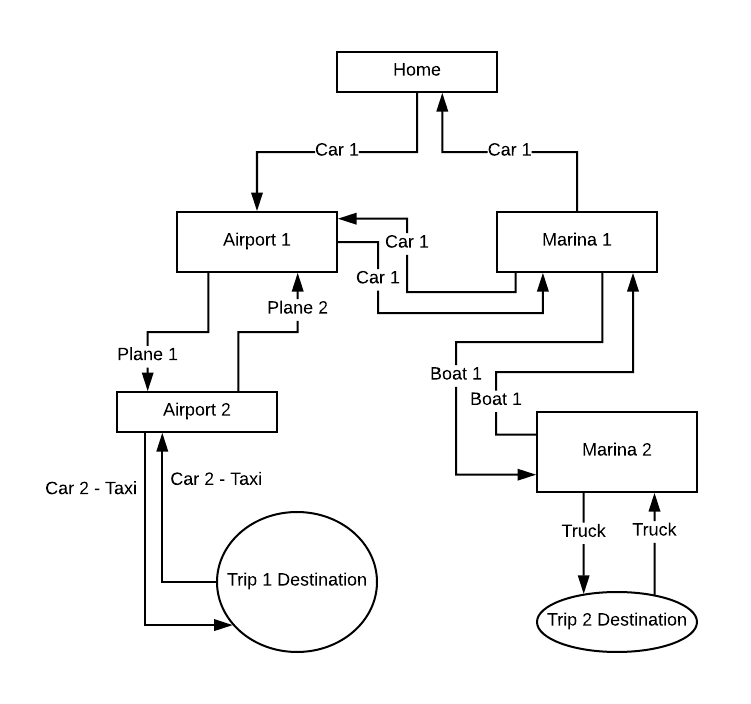 Home
Car 1
Car 1
Airport 1
Marina 1
Car 1
Car 1
Plane 2
Plane 1
Boat 1
Boat 1
Airport 2
Marina 2
Car 2 - Taxi
Car 2 - Taxi
Truck
Truck
Trip 1 Destination
Trip 2 Destination